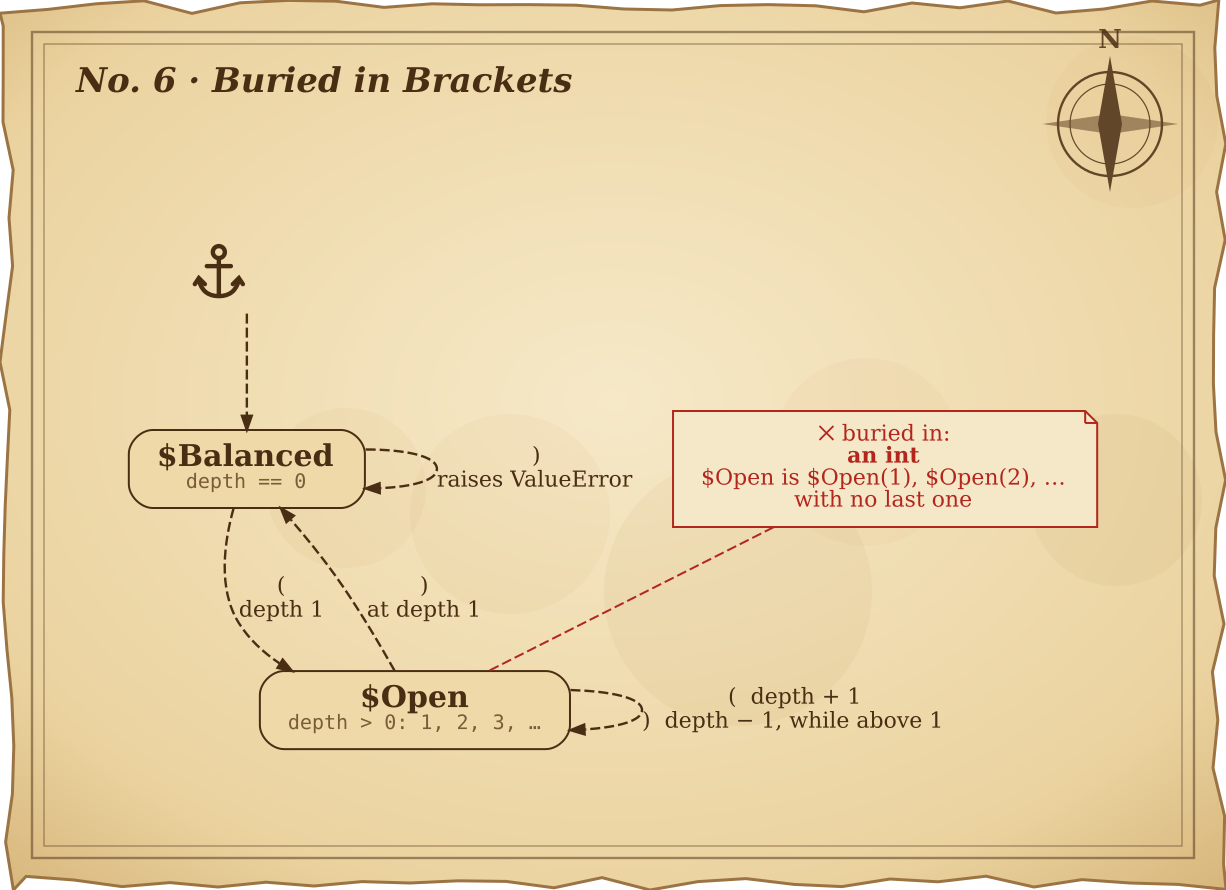 N
No. 6 · Buried in Brackets
$Balanced
depth == 0
)
raises ValueError
✕ buried in:
an int
$Open is $Open(1), $Open(2), …
with no last one
(
depth 1
)
at depth 1
$Open
depth > 0: 1, 2, 3, …
( depth + 1
) depth − 1, while above 1